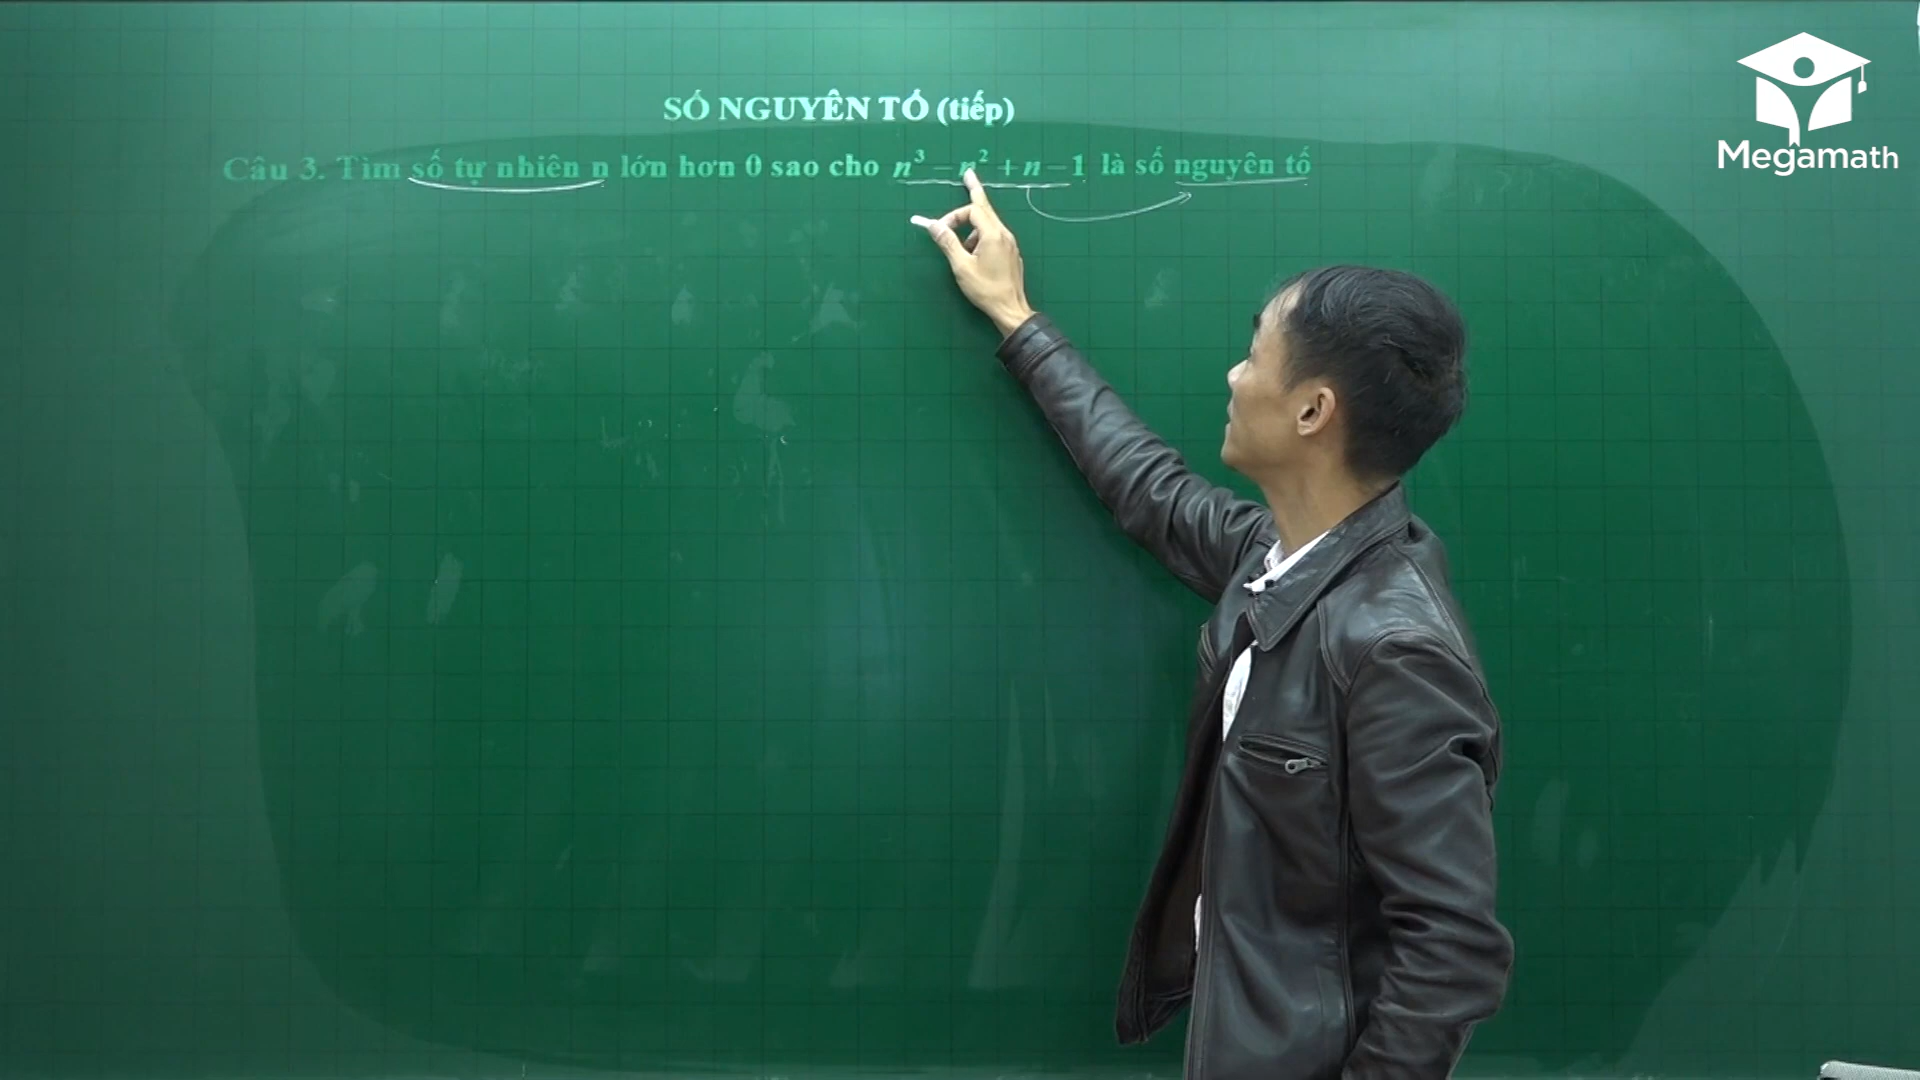 Megamath
SỐ NGUYÊN TỐ (tiếp)
Câu 3. Tìm số tự nhiên n lớn hơn 0 sao cho n³ − n² + n − 1 là số nguyên tố